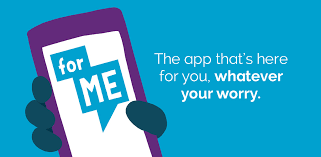 for
ME
The app that's here
for you, whatever
your worry.